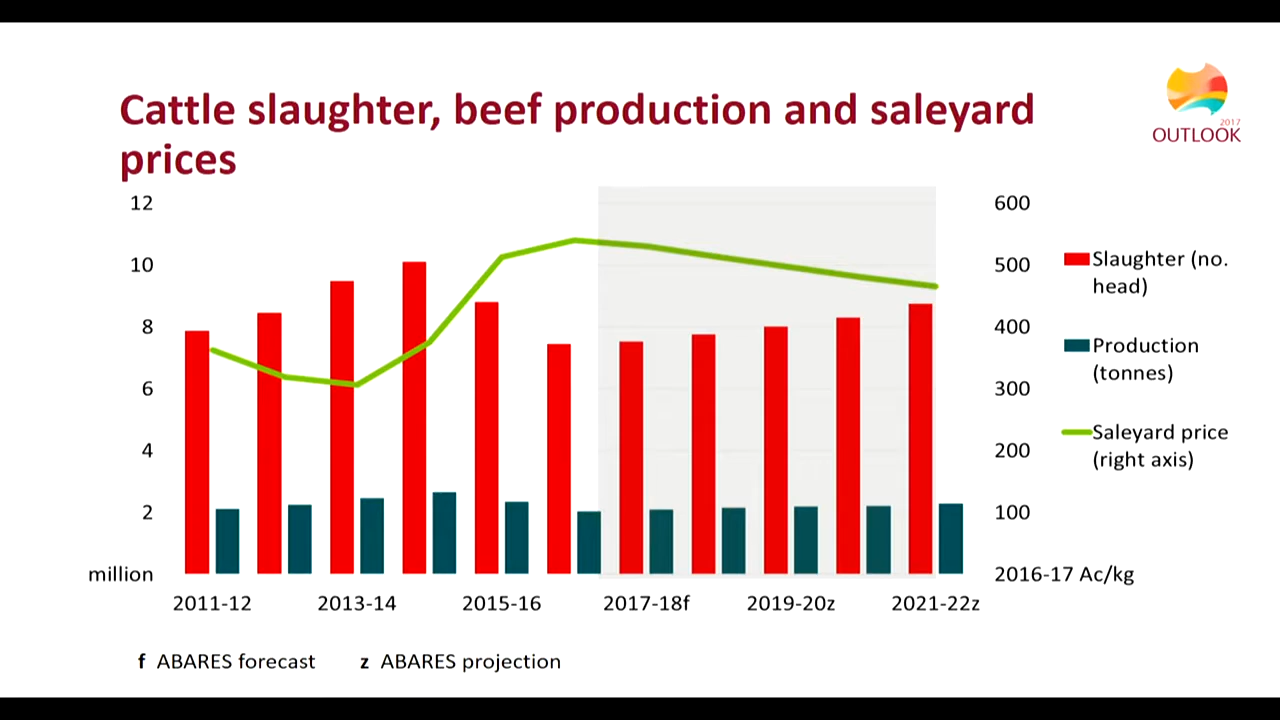 Cattle slaughter, beef production and saleyard
prices
2017
OUTLOOK
12
10
8
6
4
2
million
600
500
400
300
200
100
2016-17 Ac/kg
Slaughter (no.
head)
Production
(tonnes)
Saleyard price
(right axis)
2011-12 2013-14 2015-16 2017-18f 2019-20z 2021-22z
f ABARES forecast z ABARES projection